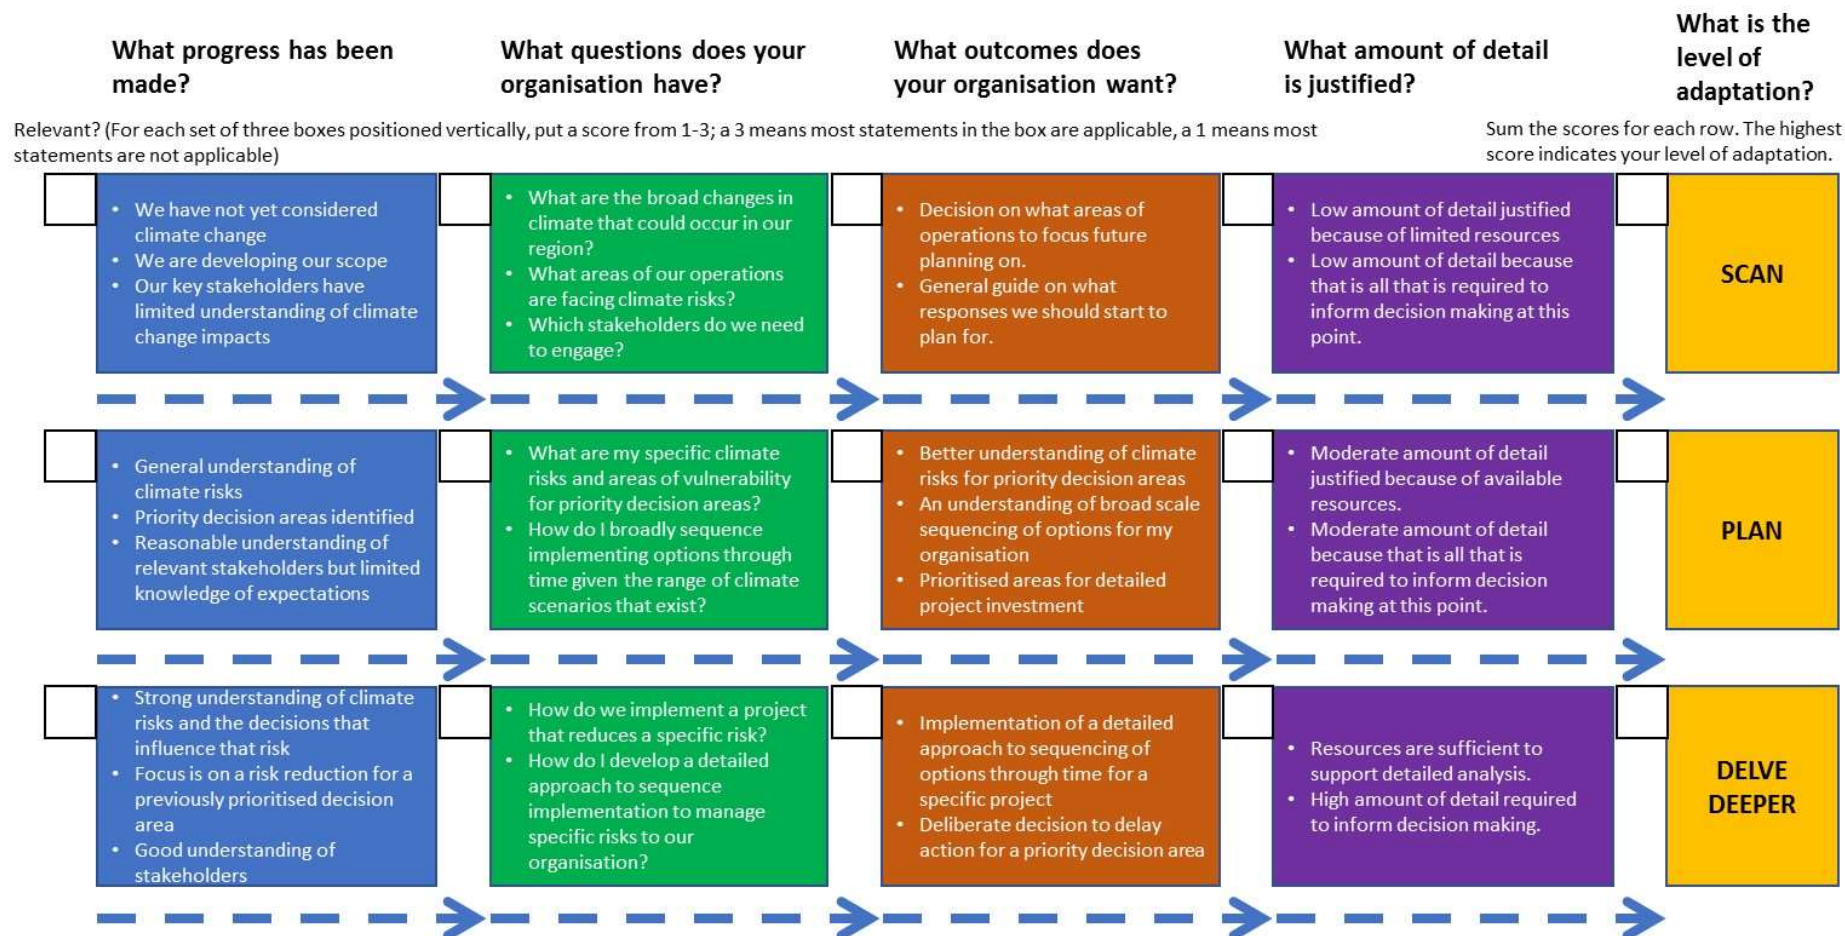 What progress has been
made?
What questions does your
organisation have?
What outcomes does
your organisation want?
What amount of detail
is justified?
What is the
level of
adaptation?
Relevant? (For each set of three boxes positioned vertically, put a score from 1-3; a 3 means most statements in the box are applicable, a 1 means most
statements are not applicable)
Sum the scores for each row. The highest
score indicates your level of adaptation.
• We have not yet considered
climate change
• We are developing our scope
• Our key stakeholders have
limited understanding of climate
change impacts
• What are the broad changes in
climate that could occur in our
region?
• What areas of our operations
are facing climate risks?
• Which stakeholders do we need
to engage?
• Decision on what areas of
operations to focus future
planning on.
• General guide on what
responses we should start to
plan for.
• Low amount of detail justified
because of limited resources
• Low amount of detail because
that is all that is required to
inform decision making at this
point.
SCAN
• General understanding of
climate risks
• Priority decision areas identified
• Reasonable understanding of
relevant stakeholders but limited
knowledge of expectations
• What are my specific climate
risks and areas of vulnerability
for priority decision areas?
• How do I broadly sequence
implementing options through
time given the range of climate
scenarios that exist?
• Better understanding of climate
risks for priority decision areas
• An understanding of broad scale
sequencing of options for my
organisation
• Prioritised areas for detailed
project investment
• Moderate amount of detail
justified because of available
resources.
• Moderate amount of detail
because that is all that is
required to inform decision
making at this point.
PLAN
• Strong understanding of climate
risks and the decisions that
influence that risk
• Focus is on a risk reduction for a
previously prioritised decision
area
• Good understanding of
stakeholders
• How do we implement a project
that reduces a specific risk?
• How do I develop a detailed
approach to sequence
implementation to manage
specific risks to our
organisation?
• Implementation of a detailed
approach to sequencing of
options through time for a
specific project
• Deliberate decision to delay
action for a priority decision area
• Resources are sufficient to
support detailed analysis.
• High amount of detail required
to inform decision making.
DELVE
DEEPER